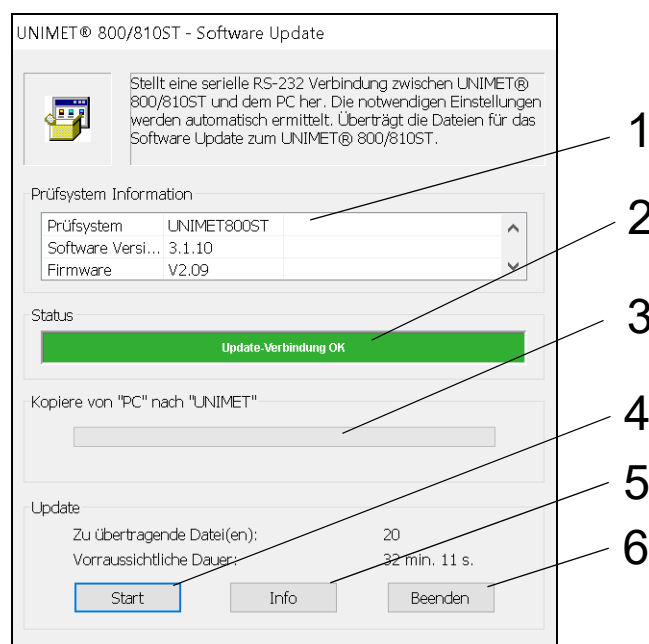 UNIMET® 800/810ST - Software Update
Stellt eine serielle RS-232 Verbindung zwischen UNIMET®
800/810ST und dem PC her. Die notwendigen Einstellungen
werden automatisch ermittelt. Überträgt die Dateien für das
Software Update zum UNIMET® 800/810ST.
1
Prüfsystem Information
Prüfsystem UNIMET800ST
2
Software Versi... 3.1.10
Firmware V2.09
Status
3
Update-Verbindung OK
Kopiere von "PC" nach "UNIMET"
4
5
Update
Zu übertragende Datei(en): 20
6
Vorraussichtliche Dauer: 32 min. 11 s.
Start Info Beenden